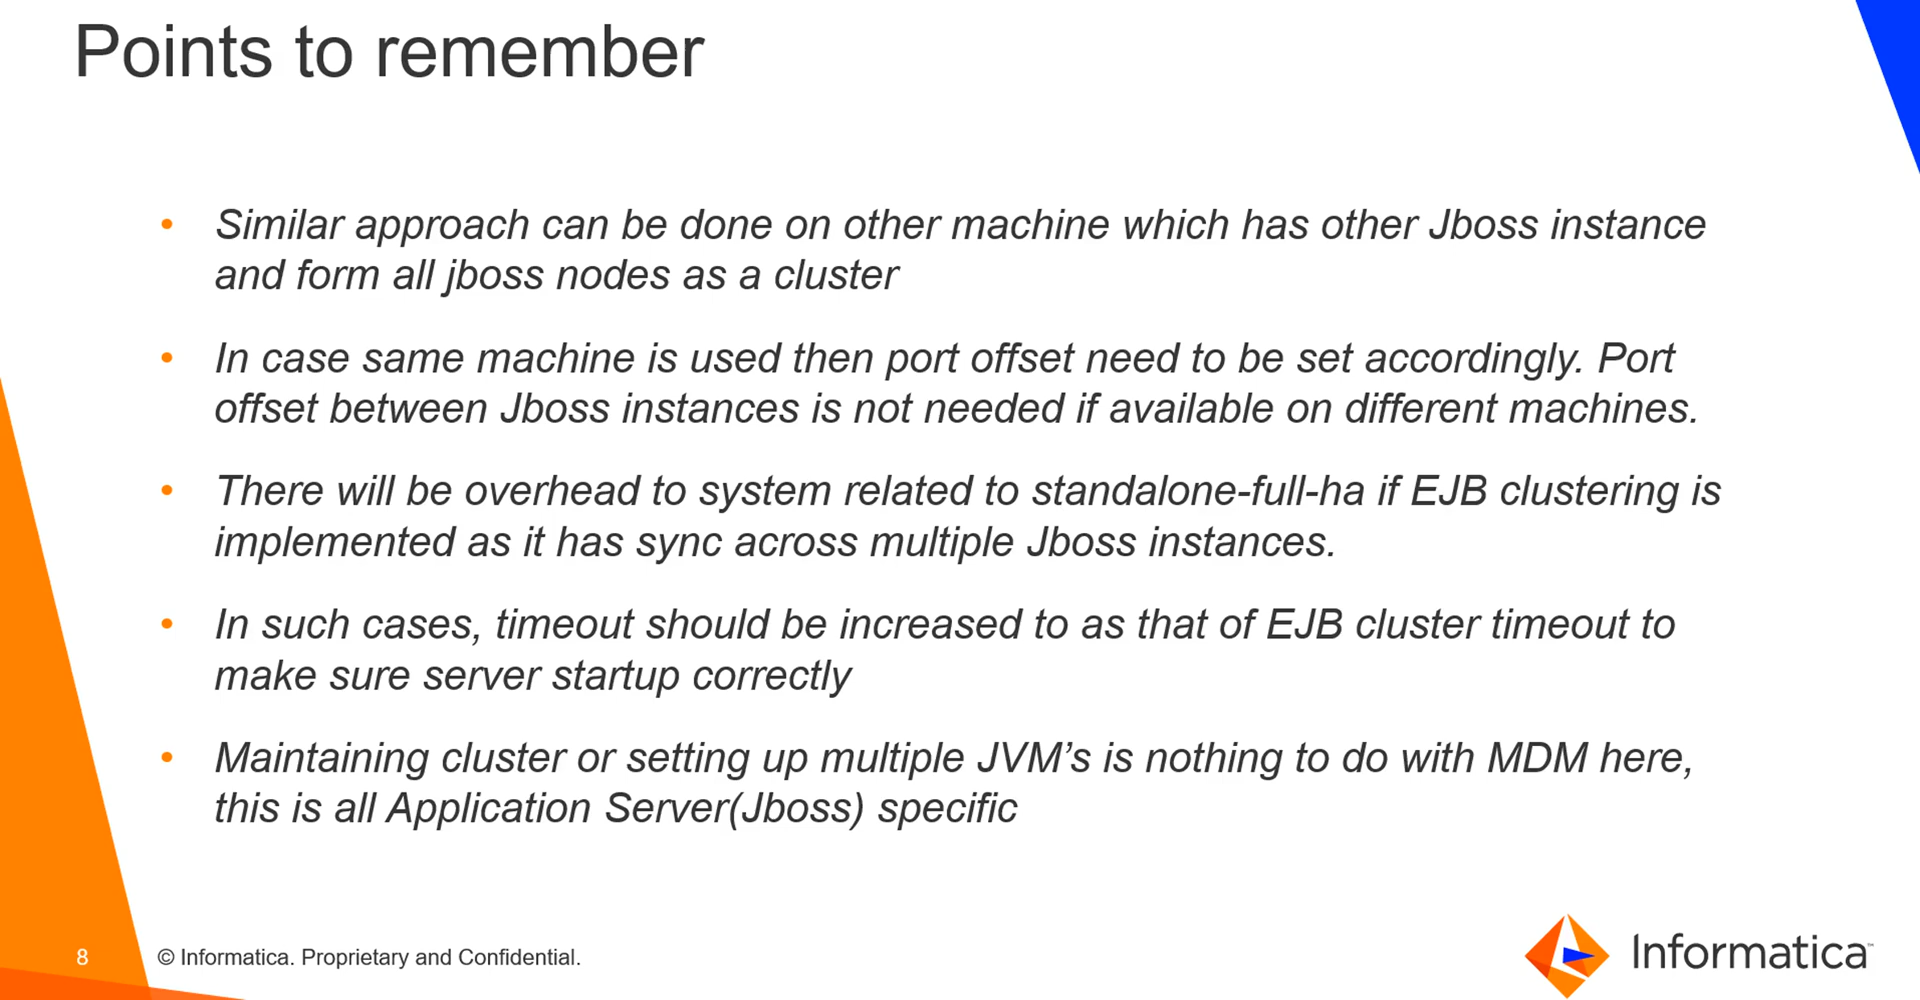 Points to remember
• Similar approach can be done on other machine which has other Jboss instance
and form all jboss nodes as a cluster
• In case same machine is used then port offset need to be set accordingly. Port
offset between Jboss instances is not needed if available on different machines.
• There will be overhead to system related to standalone-full-ha if EJB clustering is
implemented as it has sync across multiple Jboss instances.
• In such cases, timeout should be increased to as that of EJB cluster timeout to
make sure server startup correctly
• Maintaining cluster or setting up multiple JVM’s is nothing to do with MDM here,
this is all Application Server(Jboss) specific
8 © Informatica. Proprietary and Confidential.
Informatica™